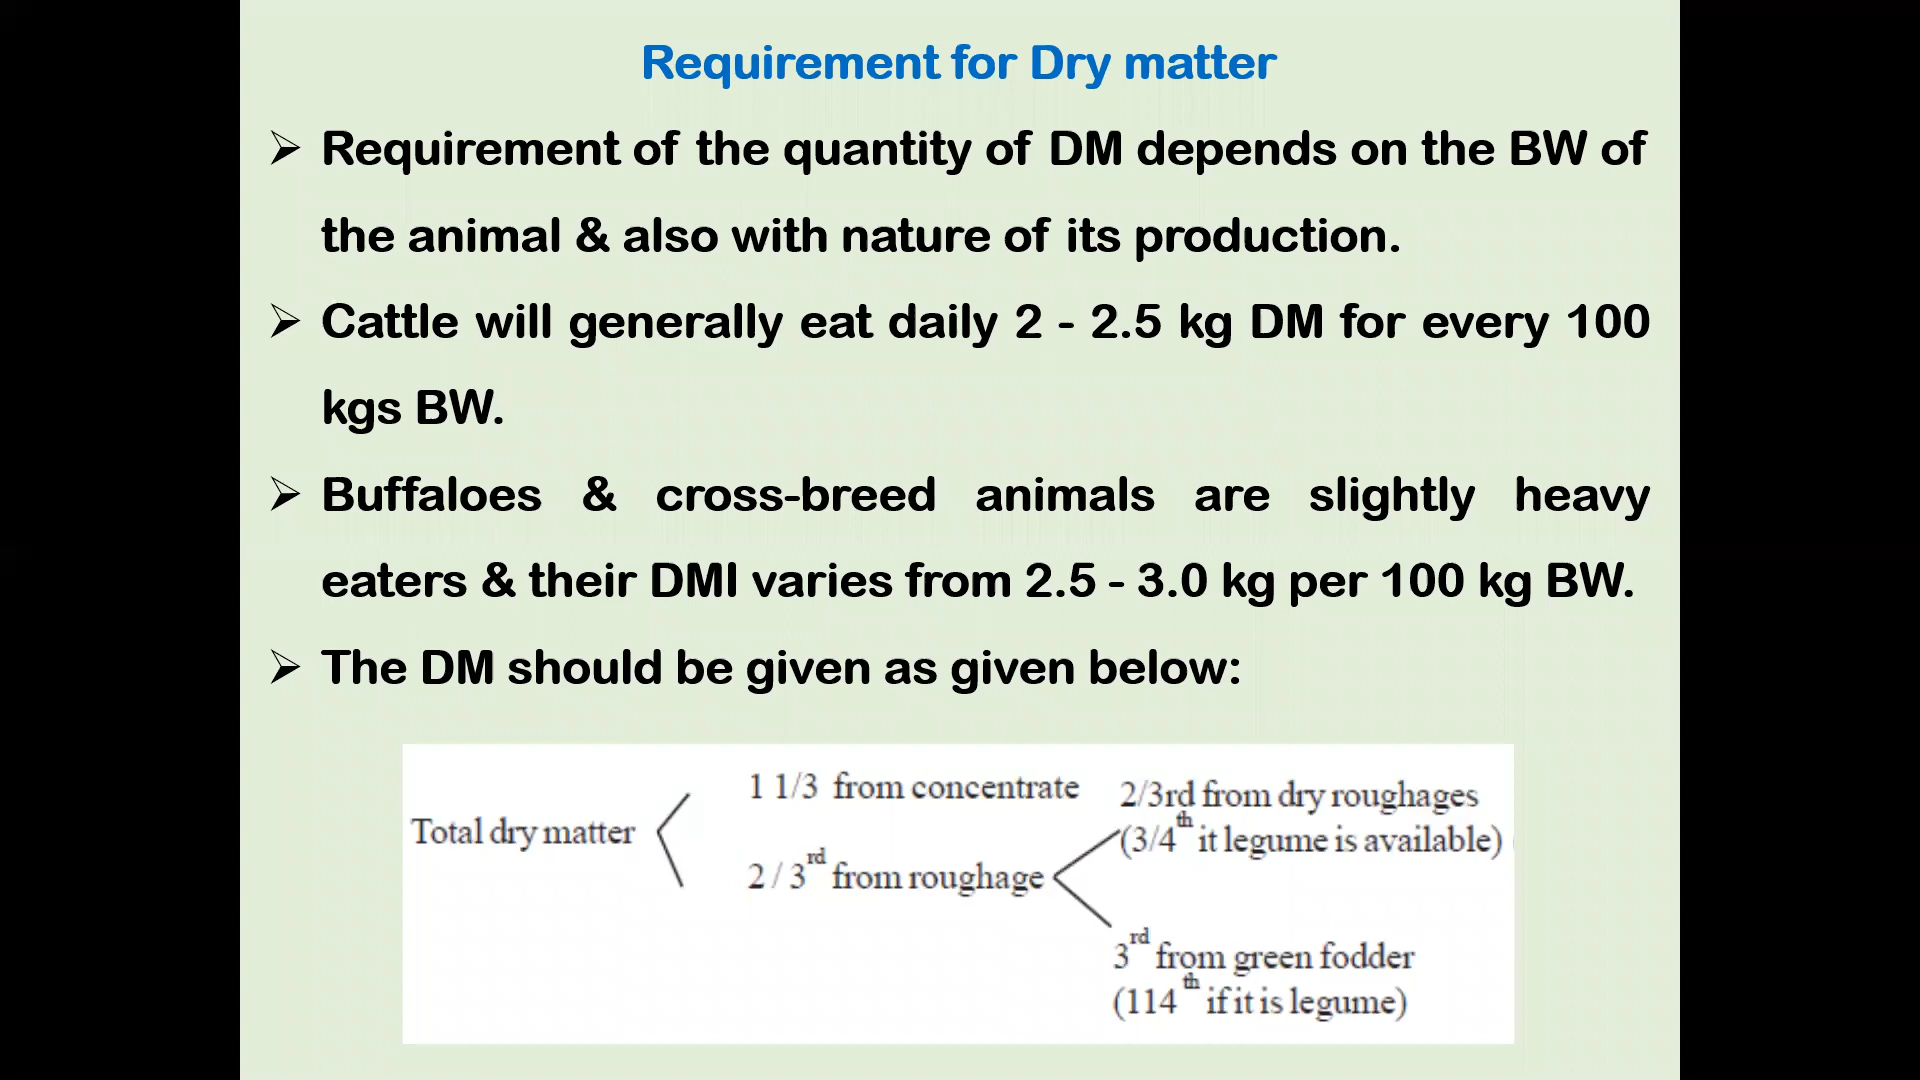 Requirement for Dry matter
➢ Requirement of the quantity of DM depends on the BW of
the animal & also with nature of its production.
➢ Cattle will generally eat daily 2 - 2.5 kg DM for every 100
kgs BW.
➢ Buffaloes & cross-breed animals are slightly heavy
eaters & their DMI varies from 2.5 - 3.0 kg per 100 kg BW.
➢ The DM should be given as given below:
Total dry matter
1 1/3 from concentrate
2 / 3rd from roughage
2/3rd from dry roughages
(3/4th it legume is available)
3rd from green fodder
(114th if it is legume)